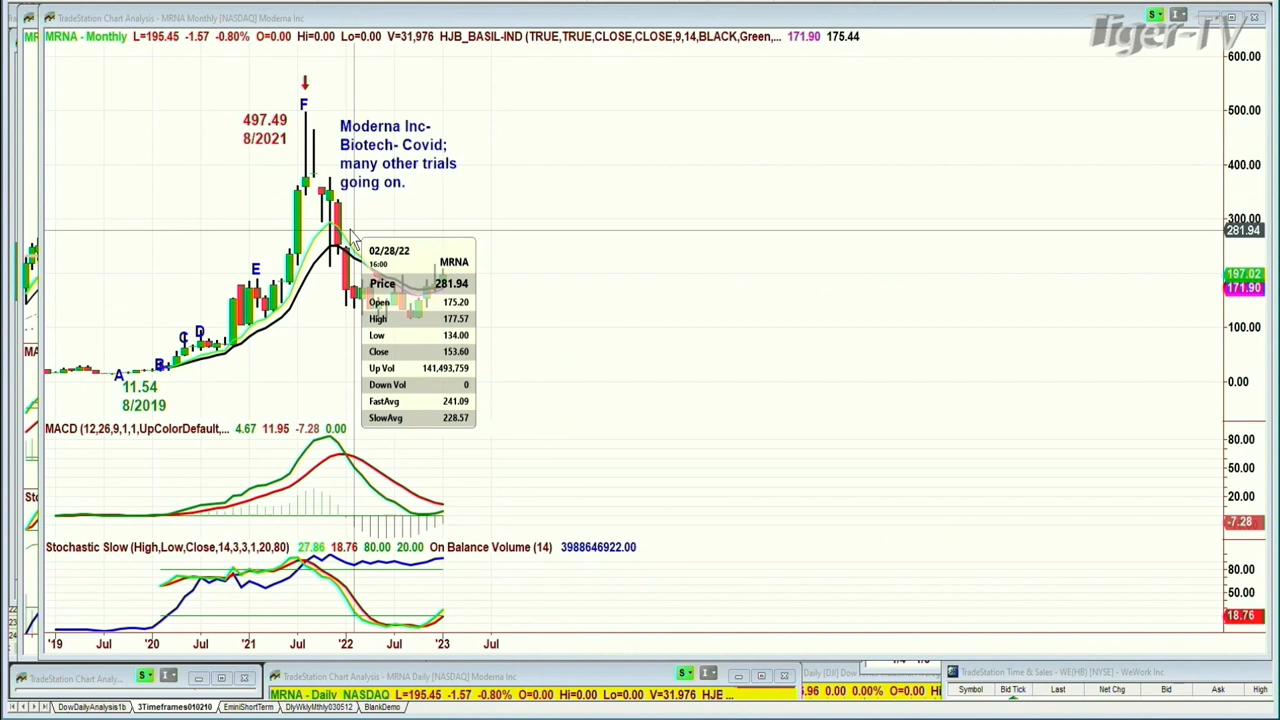 TradeStation Chart Analysis - MRNA Monthly [NASDAQ] Moderna Inc
Tiger-TV
MRNA - Monthly L=195.45 -1.57 -0.80% O=0.00 Hi=0.00 Lo=0.00 V=31,976 HJB_BASIL-IND (TRUE,TRUE,CLOSE,CLOSE,9,14,BLACK,Green,... 171.90 175.44
600.00
F
500.00
497.49
8/2021
Moderna Inc-
Biotech- Covid;
many other trials
going on.
400.00
300.00
281.94
02/28/22
16:00
MRNA
Price 281.94
Open 175.20
High 177.57
Low 134.00
Close 153.60
Up Vol 141,493,759
Down Vol 0
FastAvg 241.09
SlowAvg 228.57
E
197.02
171.90
C D
100.00
B
A
11.54
8/2019
0.00
MACD (12,26,9,1,1,UpColorDefault,... 4.67 11.95 -7.28 0.00
80.00
50.00
20.00
-7.28
Stochastic Slow (High,Low,Close,14,3,3,1,20,80) 27.86 18.76 80.00 20.00 On Balance Volume (14) 3988646922.00
80.00
50.00
18.76
'19 Jul '20 Jul '21 Jul '22 Jul '23 Jul
TradeStation Chart Analy...
TradeStation Chart Analysis - MRNA Daily [NASDAQ] Moderna Inc
TradeStation Time & Sales - WE(HB) [NYSE] - WeWork Inc.
MRNA - Daily NASDAQ L=195.45 -1.57 -0.80% O=0.00 Hi=0.00 Lo=0.00 V=31.976 HJE ...
0.00 0.00% O=0.00 Hi
Symbol Bid Tick Last Net Chg Bid Ask High
DowDailyAnalysis1b 3Timeframes010210 EminiShortTerm DlyWklyMthly030512 BlankDemo